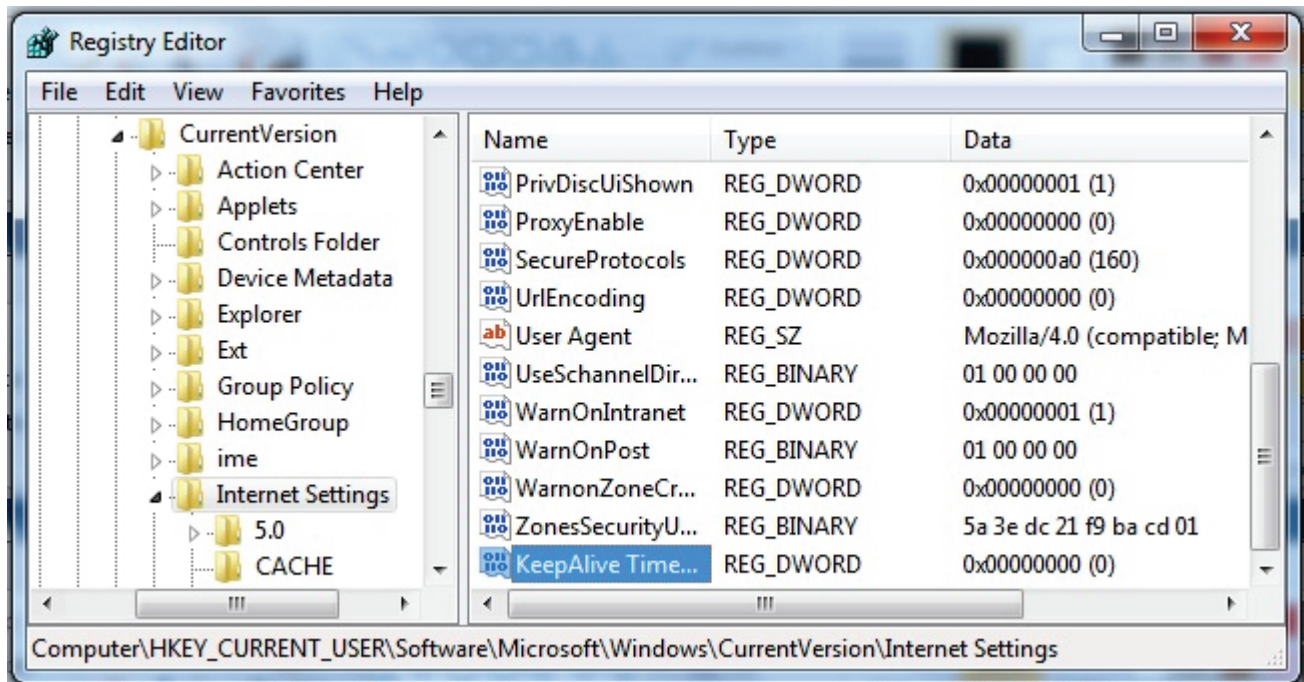 Registry Editor
File Edit View Favorites Help
CurrentVersion
Action Center
Applets
Controls Folder
Device Metadata
Explorer
Ext
Group Policy
HomeGroup
ime
Internet Settings
5.0
CACHE
Name Type Data
PrivDiscUiShown REG_DWORD 0x00000001 (1)
ProxyEnable REG_DWORD 0x00000000 (0)
SecureProtocols REG_DWORD 0x000000a0 (160)
UrlEncoding REG_DWORD 0x00000000 (0)
User Agent REG_SZ Mozilla/4.0 (compatible; M
UseSchannelDir... REG_BINARY 01 00 00 00
WarnOnIntranet REG_DWORD 0x00000001 (1)
WarnOnPost REG_BINARY 01 00 00 00
WarnonZoneCr... REG_DWORD 0x00000000 (0)
ZonesSecurityU... REG_BINARY 5a 3e dc 21 f9 ba cd 01
KeepAlive Time... REG_DWORD 0x00000000 (0)
Computer\HKEY_CURRENT_USER\Software\Microsoft\Windows\CurrentVersion\Internet Settings